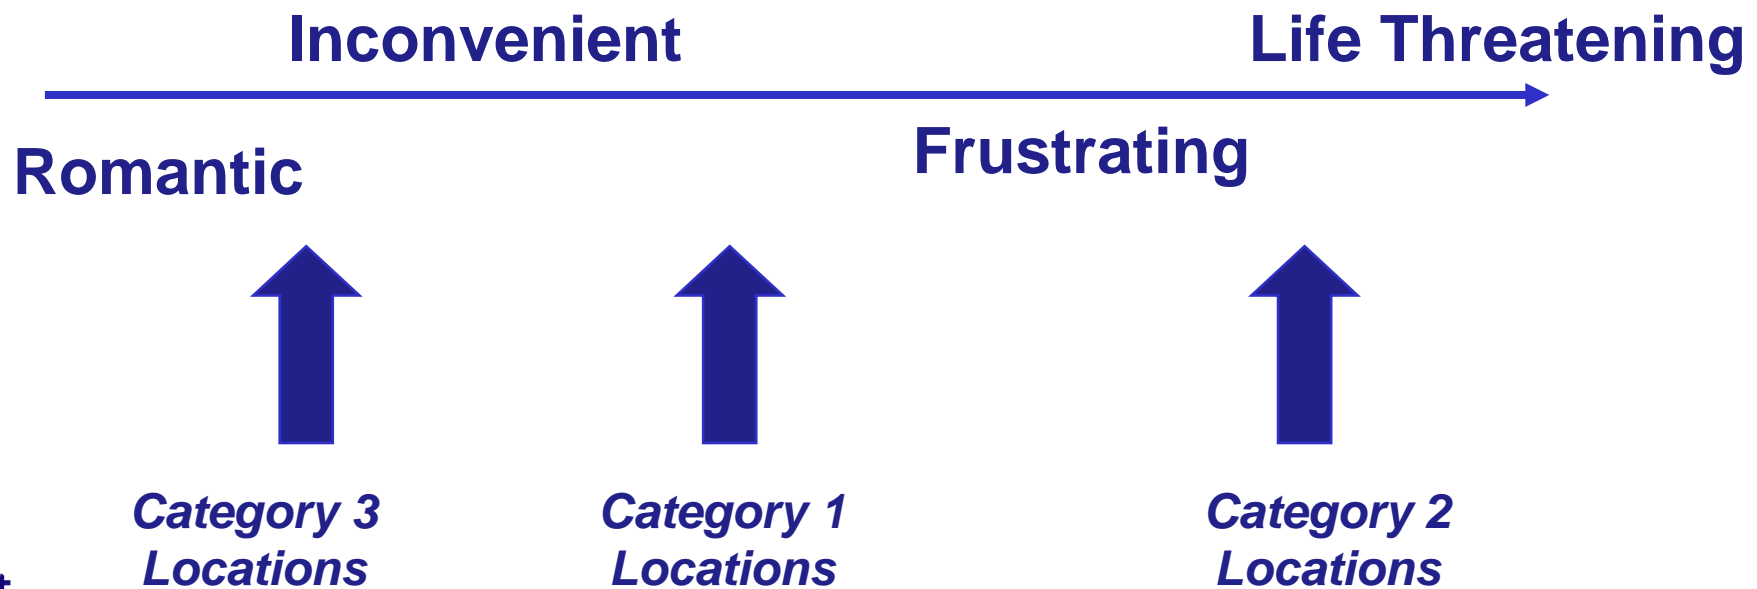 Inconvenient
Life Threatening
Romantic
Frustrating
Category 3
Locations
Category 1
Locations
Category 2
Locations